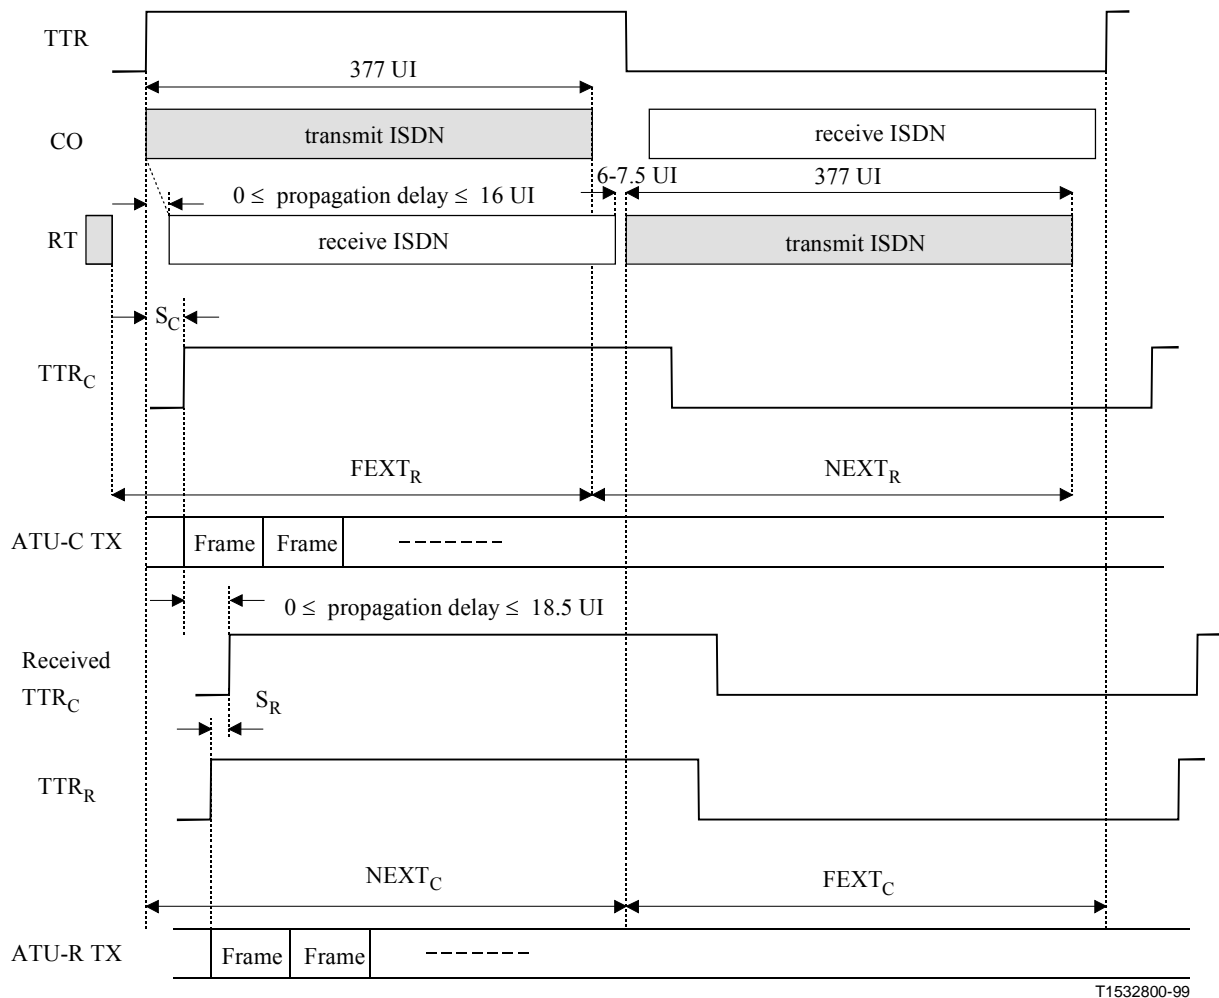 TTR
377 UI
CO
transmit ISDN
receive ISDN
6-7.5 UI
377 UI
0 ≤ propagation delay ≤ 16 UI
RT
receive ISDN
transmit ISDN
S_C
TTR_C
FEXT_R
NEXT_R
ATU-C TX
Frame
Frame
0 ≤ propagation delay ≤ 18.5 UI
Received
TTR_C
S_R
TTR_R
NEXT_C
FEXT_C
ATU-R TX
Frame
Frame
T1532800-99